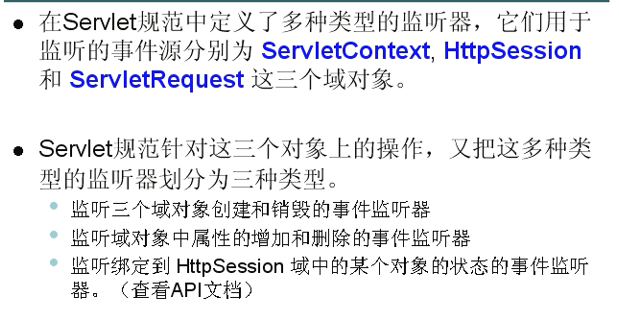 在Servlet规范中定义了多种类型的监听器，它们用于
监听的事件源分别为 ServletContext, HttpSession
和 ServletRequest 这三个域对象。
Servlet规范针对这三个对象上的操作，又把这多种类
型的监听器划分为三种类型。
监听三个域对象创建和销毁的事件监听器
监听域对象中属性的增加和删除的事件监听器
监听绑定到 HttpSession 域中的某个对象的状态的事件监听
器。（查看API文档）